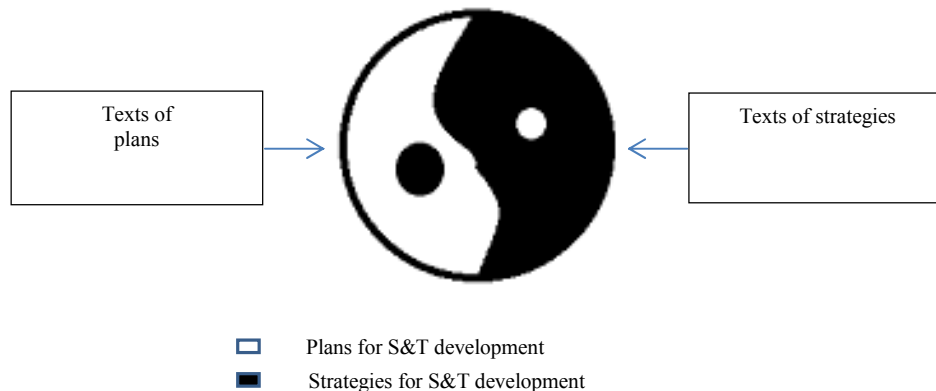 Texts of
plans
Texts of strategies
Plans for S&T development
Strategies for S&T development